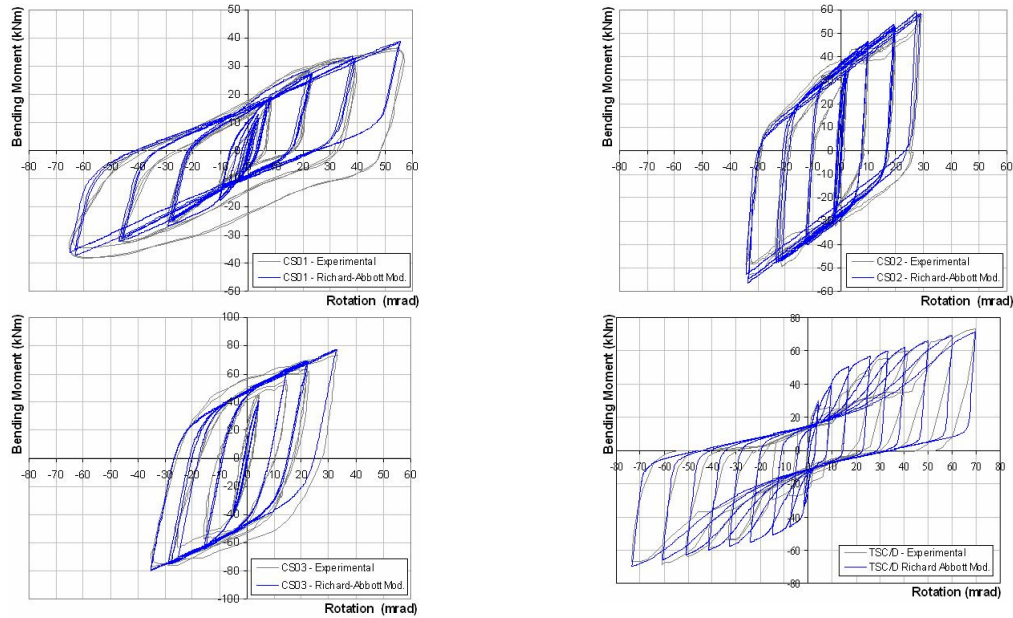 Bending Moment (kNm)
50
40
30
20
10
0
-10
-20
-30
-40
-50
-80 -70 -60 -50 -40 -30 -20 -10 0 10 20 30 40 50 60
CS01 - Experimental
CS01 - Richard-Abbott Mod.
Rotation (mrad)
Bending Moment (kNm)
60
50
40
30
20
10
0
-10
-20
-30
-40
-50
-60
-80 -70 -60 -50 -40 -30 -20 -10 0 10 20 30 40 50 60
CS02 - Experimental
CS02 - Richard-Abbott Mod.
Rotation (mrad)
Bending Moment (kNm)
100
80
60
40
20
0
-20
-40
-60
-80
-100
-80 -70 -60 -50 -40 -30 -20 -10 0 10 20 30 40 50 60
CS03 - Experimental
CS03 - Richard-Abbott Mod.
Rotation (mrad)
Bending Moment (kNm)
80
60
40
20
0
-20
-40
-60
-80
-80 -70 -60 -50 -40 -30 -20 -10 0 10 20 30 40 50 60 70 80
TSC/D - Experimental
TSC/D Richard Abbott Mod.
Rotation (mrad)